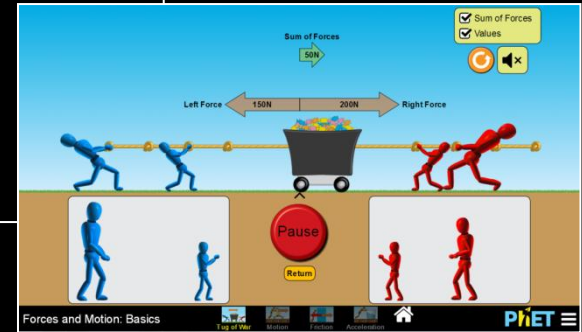 Sum of Forces
Values
Sum of Forces
50N
Left Force
150N
200N
Right Force
Pause
Return
Forces and Motion: Basics
Tug of War
Motion
Friction
Acceleration
PhET